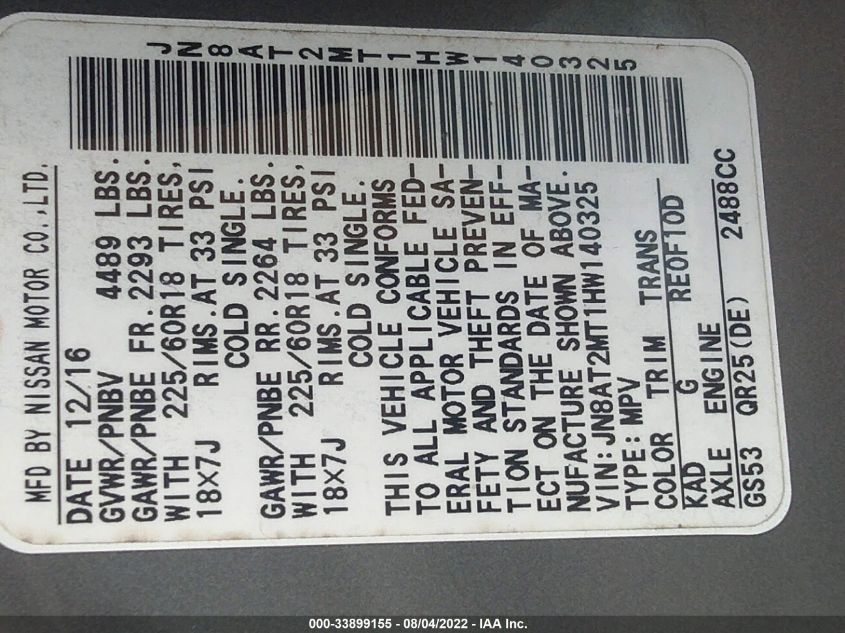 MFD BY NISSAN MOTOR CO.,LTD.
JN8AT2MT1HW140325
DATE 12/16
GVWR/PNBV 4489 LBS.
GAWR/PNBE FR.2293 LBS.
WITH 225/60R18 TIRES,
18X7J RIMS.AT 33 PSI
COLD SINGLE.
GAWR/PNBE RR.2264 LBS.
WITH 225/60R18 TIRES,
18X7J RIMS.AT 33 PSI
COLD SINGLE.
THIS VEHICLE CONFORMS
TO ALL APPLICABLE FED-
ERAL MOTOR VEHICLE SA-
FETY AND THEFT PREVEN-
TION STANDARDS IN EFF-
ECT ON THE DATE OF MA-
NUFACTURE SHOWN ABOVE.
VIN:JN8AT2MT1HW140325
TYPE:MPV
COLOR TRIM TRANS
KAD G RE0F10D
AXLE ENGINE
GS53 QR25(DE) 2488CC
000-33899155 - 08/04/2022 - IAA Inc.